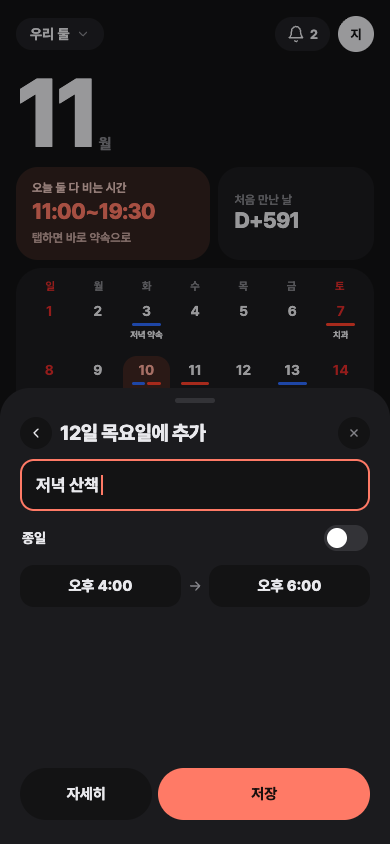 우리 둘
2
지
11월
오늘 둘 다 비는 시간
11:00~19:30
탭하면 바로 약속으로
처음 만난 날
D+591
일 월 화 수 목 금 토
1 2 3 4 5 6 7
저녁 약속 치과
8 9 10 11 12 13 14
12일 목요일에 추가
저녁 산책
종일
오후 4:00 → 오후 6:00
자세히 저장